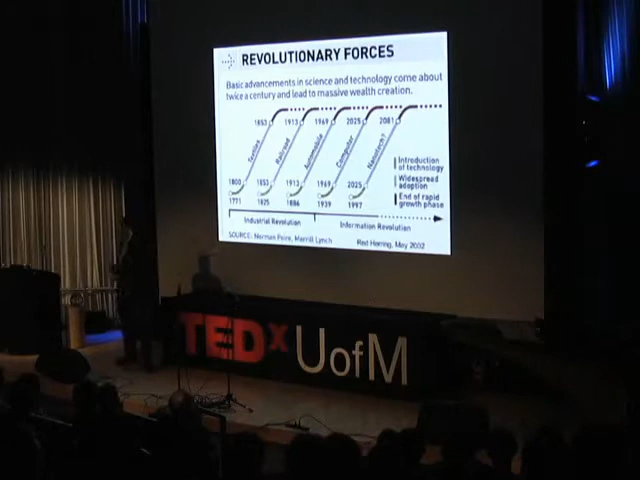 REVOLUTIONARY FORCES
Basic advancements in science and technology come about
twice a century and lead to massive wealth creation.
1853 1913 1969 2025 2081
Textiles Railroad Automobile Computer Nanotech?
Introduction
of technology
Widespread
adoption
End of rapid
growth phase
1800 1853 1913 1969 2025
1771 1825 1886 1939 1997
Industrial Revolution Information Revolution
SOURCE: Norman Poire, Merrill Lynch Red Herring, May 2002
TEDx UofM